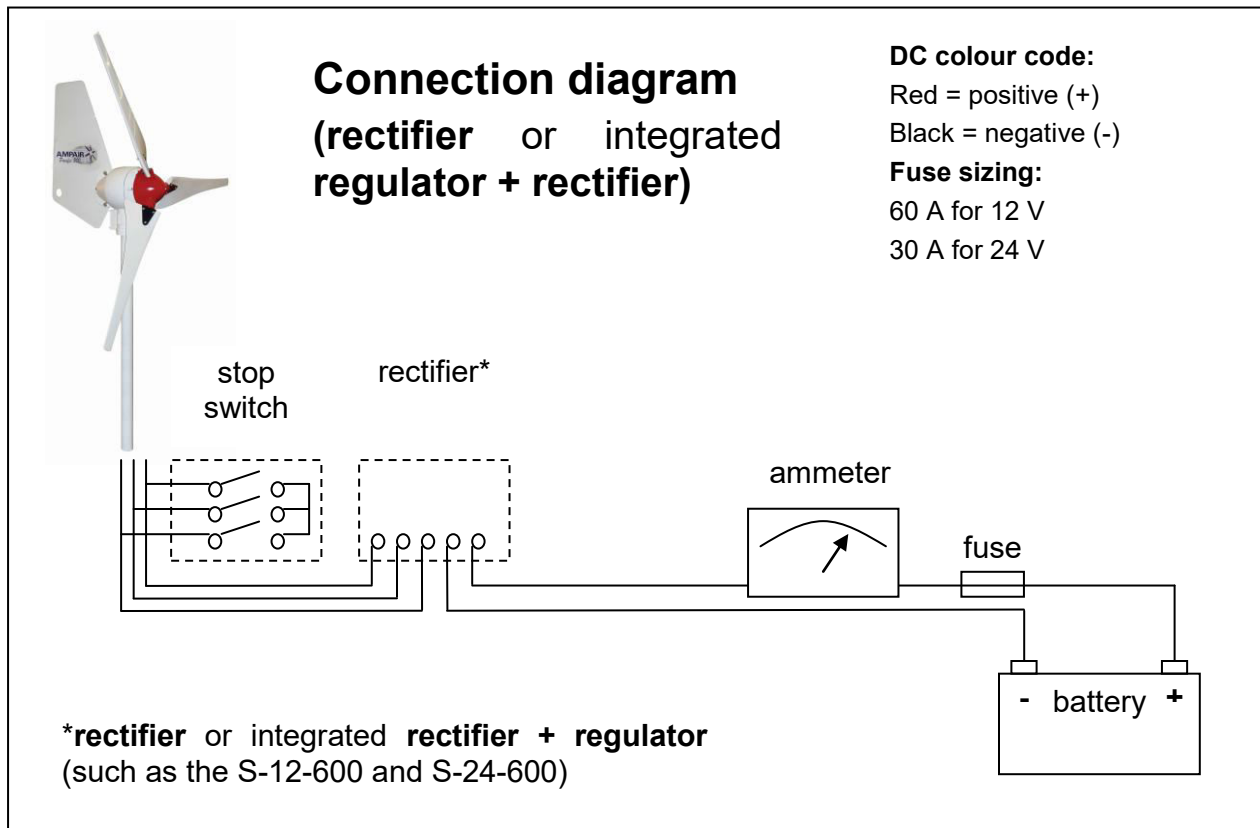 Connection diagram
(rectifier or integrated
regulator + rectifier)
DC colour code:
Red = positive (+)
Black = negative (-)
Fuse sizing:
60 A for 12 V
30 A for 24 V
AMPAIR
stop
switch
rectifier*
ammeter
fuse
- battery +
*rectifier or integrated rectifier + regulator
(such as the S-12-600 and S-24-600)